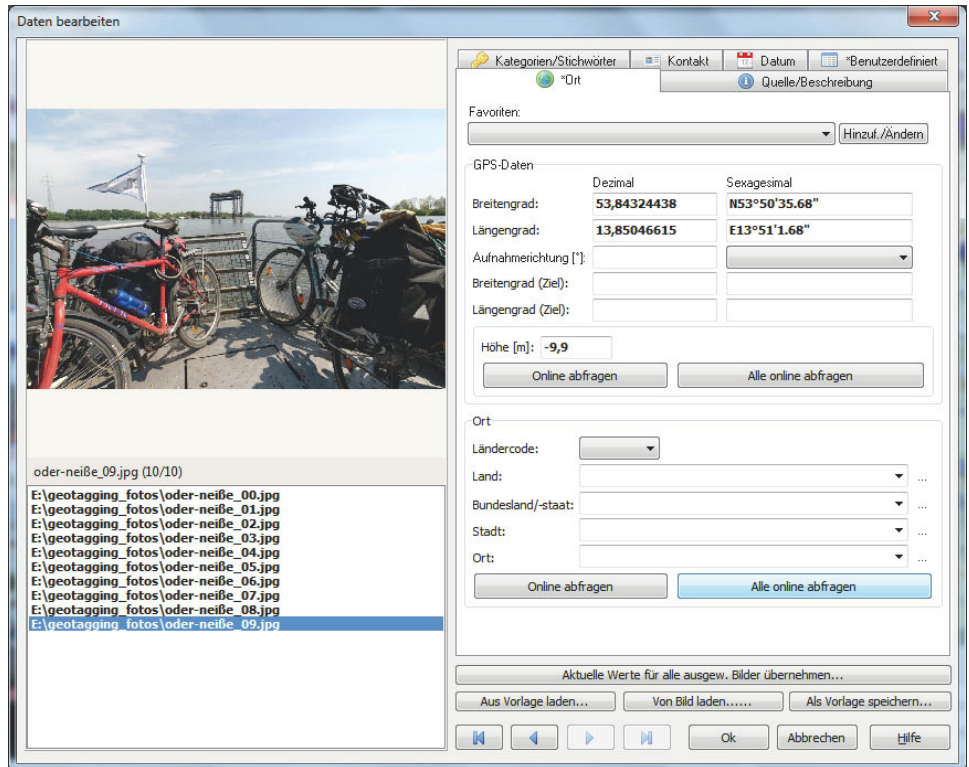 Daten bearbeiten
Kategorien/Stichwörter
Kontakt
Datum
*Benutzerdefiniert
*Ort
Quelle/Beschreibung
Favoriten:
Hinzuf./Ändern
GPS-Daten
Dezimal
Sexagesimal
Breitengrad:
53,84324438
N53°50'35.68"
Längengrad:
13,85046615
E13°51'1.68"
Aufnahmerichtung [°]:
Breitengrad (Ziel):
Längengrad (Ziel):
Höhe [m]:
-9,9
Online abfragen
Alle online abfragen
Ort
Ländercode:
Land:
...
Bundesland/-staat:
...
Stadt:
...
Ort:
...
Online abfragen
Alle online abfragen
oder-neiße_09.jpg (10/10)
E:\geotagging_fotos\oder-neiße_00.jpg
E:\geotagging_fotos\oder-neiße_01.jpg
E:\geotagging_fotos\oder-neiße_02.jpg
E:\geotagging_fotos\oder-neiße_03.jpg
E:\geotagging_fotos\oder-neiße_04.jpg
E:\geotagging_fotos\oder-neiße_05.jpg
E:\geotagging_fotos\oder-neiße_06.jpg
E:\geotagging_fotos\oder-neiße_07.jpg
E:\geotagging_fotos\oder-neiße_08.jpg
E:\geotagging_fotos\oder-neiße_09.jpg
Aktuelle Werte für alle ausgew. Bilder übernehmen...
Aus Vorlage laden...
Von Bild laden......
Als Vorlage speichern...
Ok
Abbrechen
Hilfe